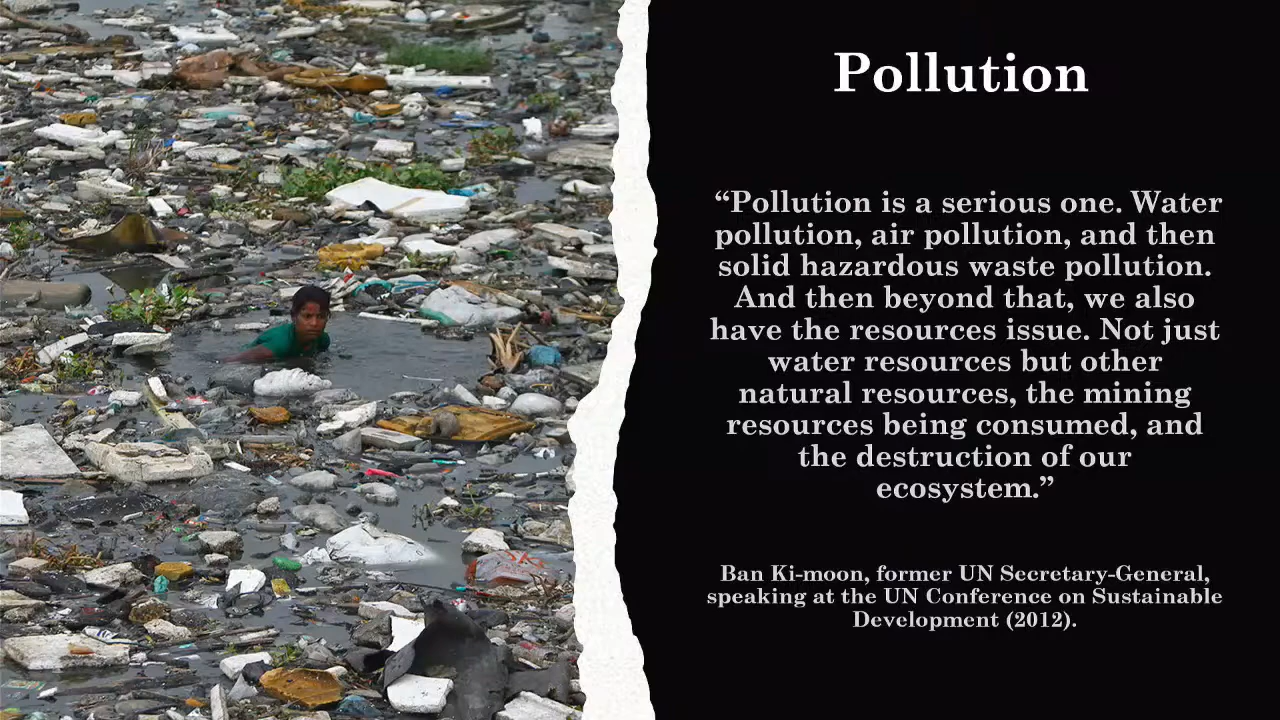 Pollution
“Pollution is a serious one. Water
pollution, air pollution, and then
solid hazardous waste pollution.
And then beyond that, we also
have the resources issue. Not just
water resources but other
natural resources, the mining
resources being consumed, and
the destruction of our
ecosystem.”
Ban Ki-moon, former UN Secretary-General,
speaking at the UN Conference on Sustainable
Development (2012).